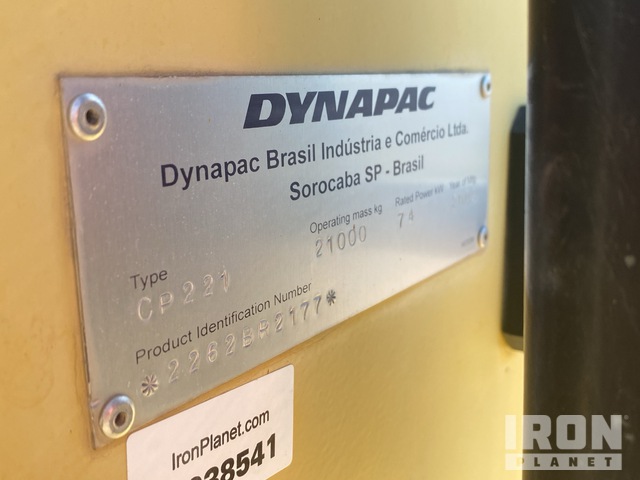 DYNAPAC
Dynapac Brasil Indústria e Comércio Ltda.
Sorocaba SP - Brasil
Type
CP221
Operating mass kg
21000
Rated Power kW
74
Product Identification Number
*2262BR2177*
IronPlanet.com
38541
IRON
PLANET